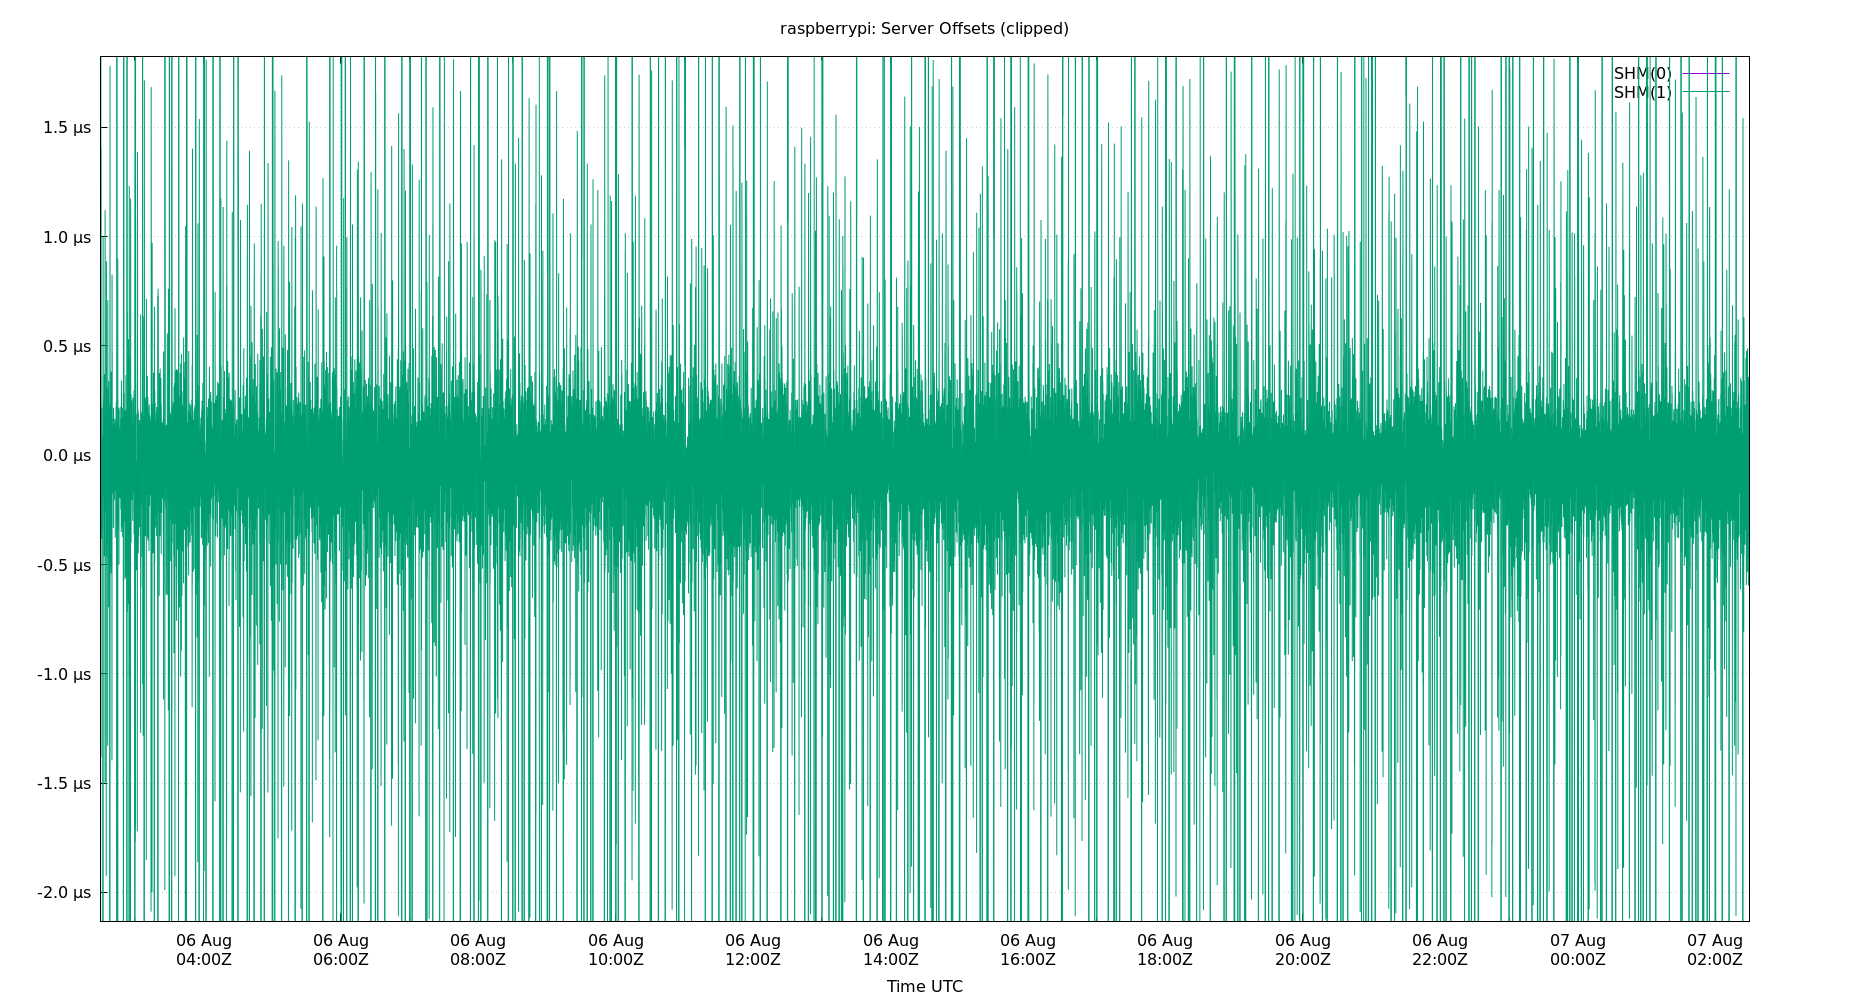 raspberrypi: Server Offsets (clipped)
SHM(0)
SHM(1)
1.5 µs
1.0 µs
0.5 µs
0.0 µs
-0.5 µs
-1.0 µs
-1.5 µs
-2.0 µs
06 Aug 06 Aug 06 Aug 06 Aug 06 Aug 06 Aug 06 Aug 06 Aug 06 Aug 06 Aug 07 Aug 07 Aug
04:00Z 06:00Z 08:00Z 10:00Z 12:00Z 14:00Z 16:00Z 18:00Z 20:00Z 22:00Z 00:00Z 02:00Z
Time UTC